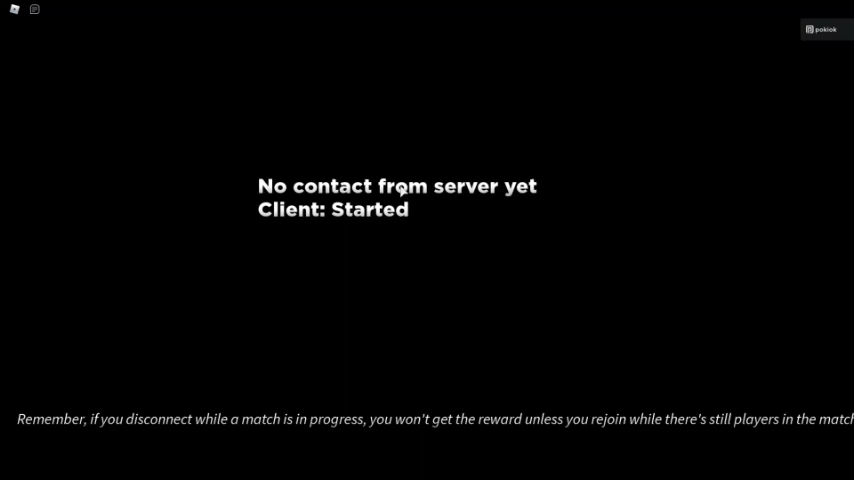 pokiok
No contact from server yet
Client: Started
Remember, if you disconnect while a match is in progress, you won't get the reward unless you rejoin while there's still players in the match